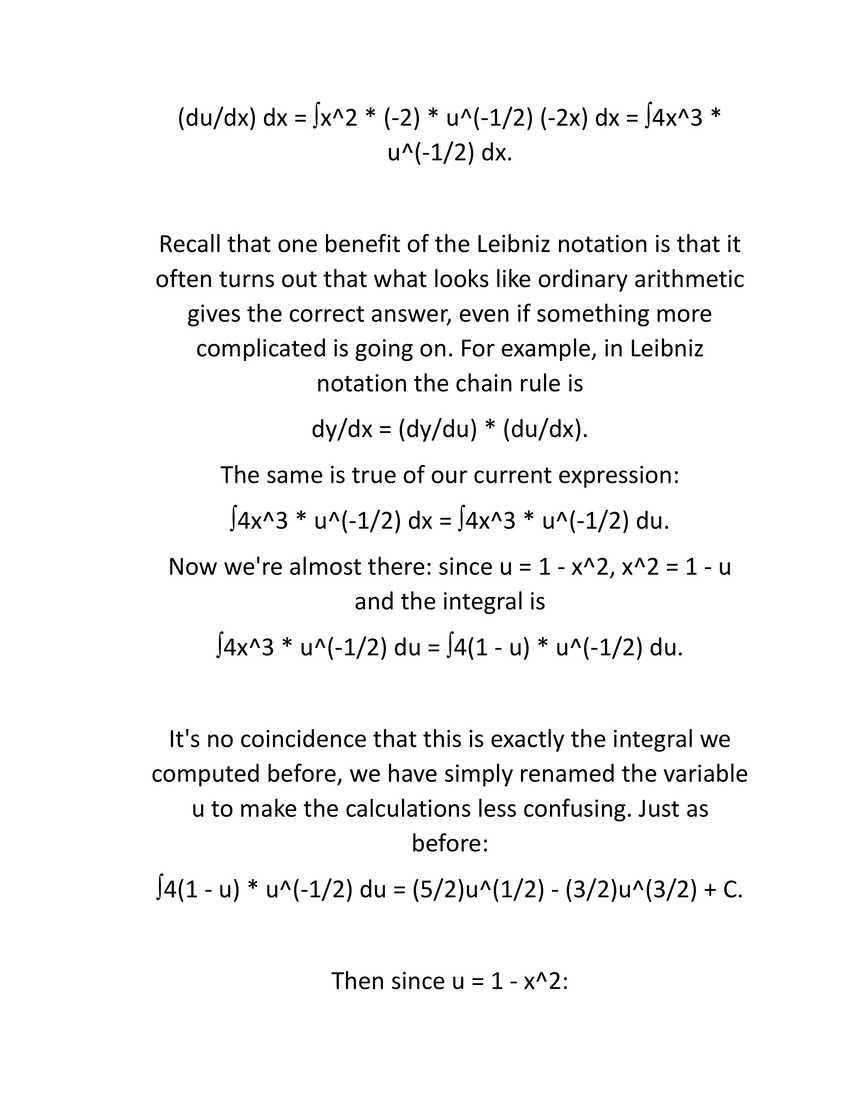 (du/dx) dx = ∫x^2 * (-2) * u^(-1/2) (-2x) dx = ∫4x^3 *
u^(-1/2) dx.
Recall that one benefit of the Leibniz notation is that it
often turns out that what looks like ordinary arithmetic
gives the correct answer, even if something more
complicated is going on. For example, in Leibniz
notation the chain rule is
dy/dx = (dy/du) * (du/dx).
The same is true of our current expression:
∫4x^3 * u^(-1/2) dx = ∫4x^3 * u^(-1/2) du.
Now we're almost there: since u = 1 - x^2, x^2 = 1 - u
and the integral is
∫4x^3 * u^(-1/2) du = ∫4(1 - u) * u^(-1/2) du.
It's no coincidence that this is exactly the integral we
computed before, we have simply renamed the variable
u to make the calculations less confusing. Just as
before:
∫4(1 - u) * u^(-1/2) du = (5/2)u^(1/2) - (3/2)u^(3/2) + C.
Then since u = 1 - x^2: